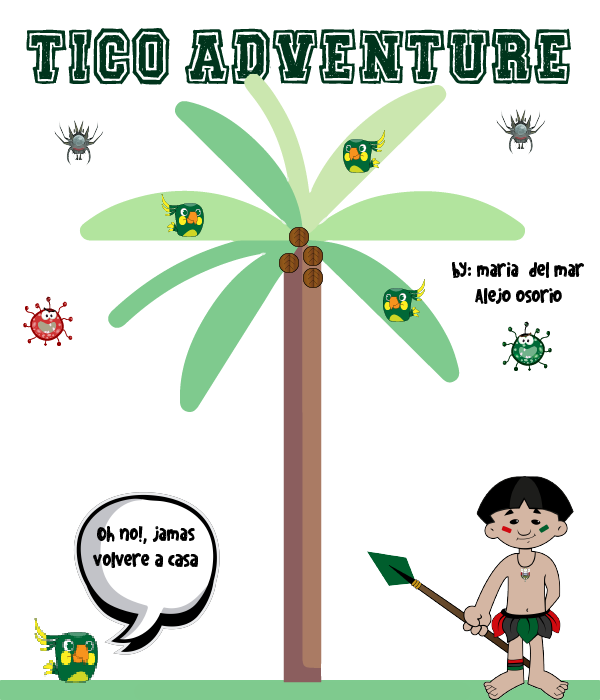 TICO ADVENTURE
by: maria del mar
Alejo osorio
Oh no!, jamas
volvere a casa